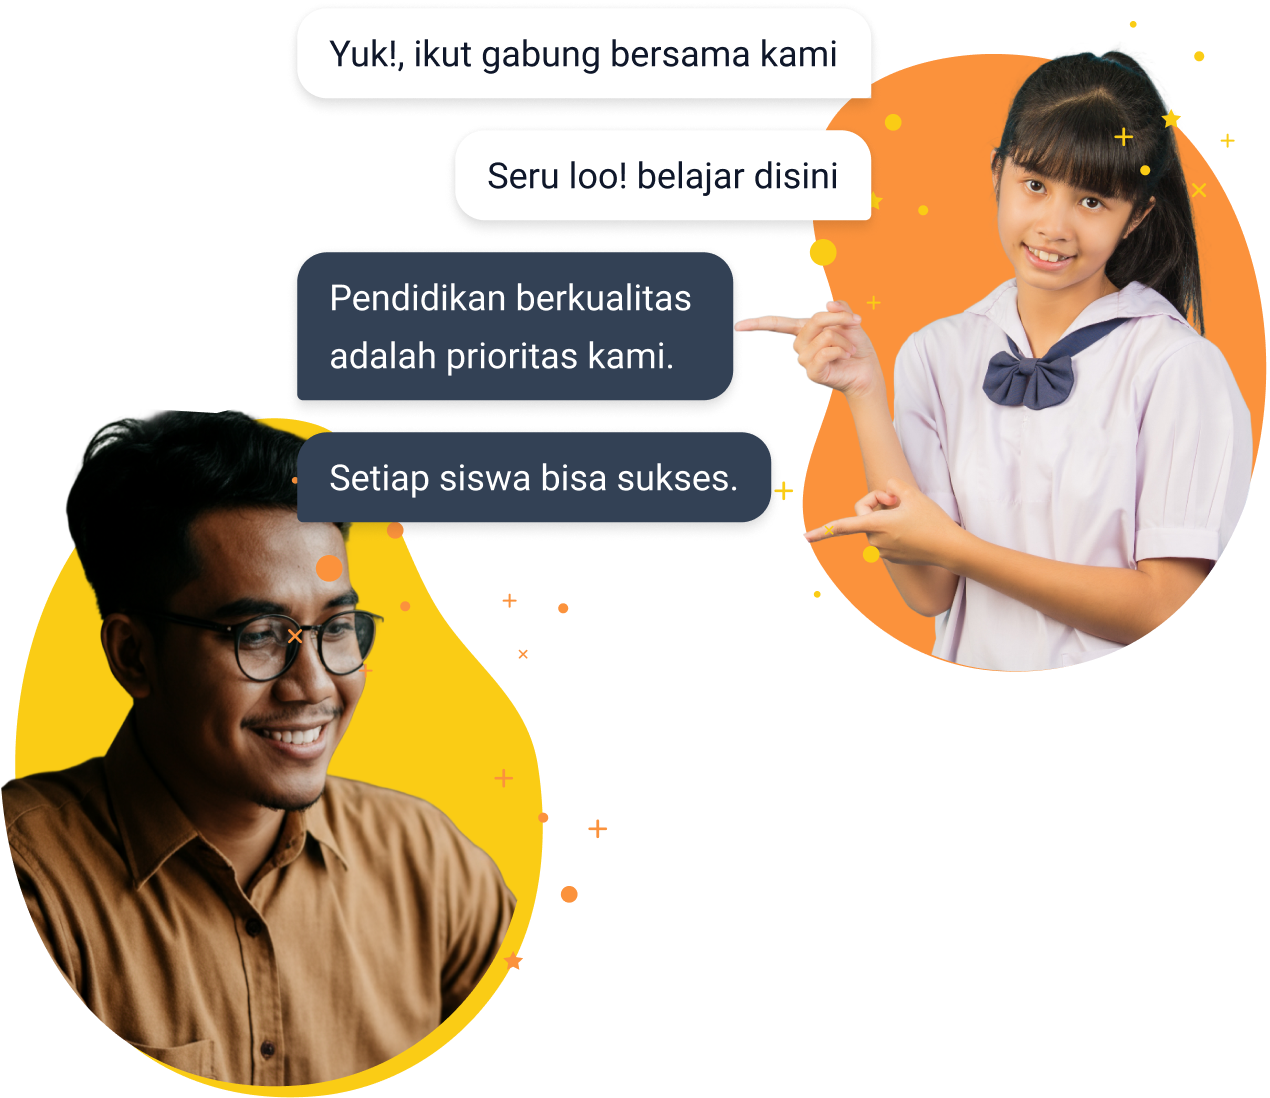 Yuk!, ikut gabung bersama kami
Seru loo! belajar disini
Pendidikan berkualitas
adalah prioritas kami.
Setiap siswa bisa sukses.